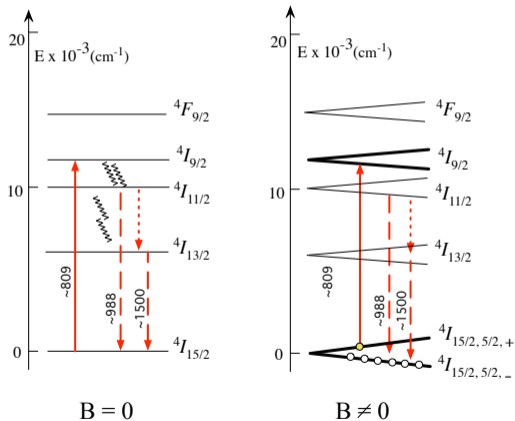 20
E x 10⁻³(cm⁻¹)
⁴F₉/₂
⁴I₉/₂
10
⁴I₁₁/₂
⁴I₁₃/₂
~809
~988
~1500
0
⁴I₁₅/₂
B = 0
20
E x 10⁻³(cm⁻¹)
⁴F₉/₂
⁴I₉/₂
10
⁴I₁₁/₂
⁴I₁₃/₂
~809
~988
~1500
⁴I₁₅/₂, ₅/₂, ₊
0
⁴I₁₅/₂, ₅/₂, ₋
B ≠ 0